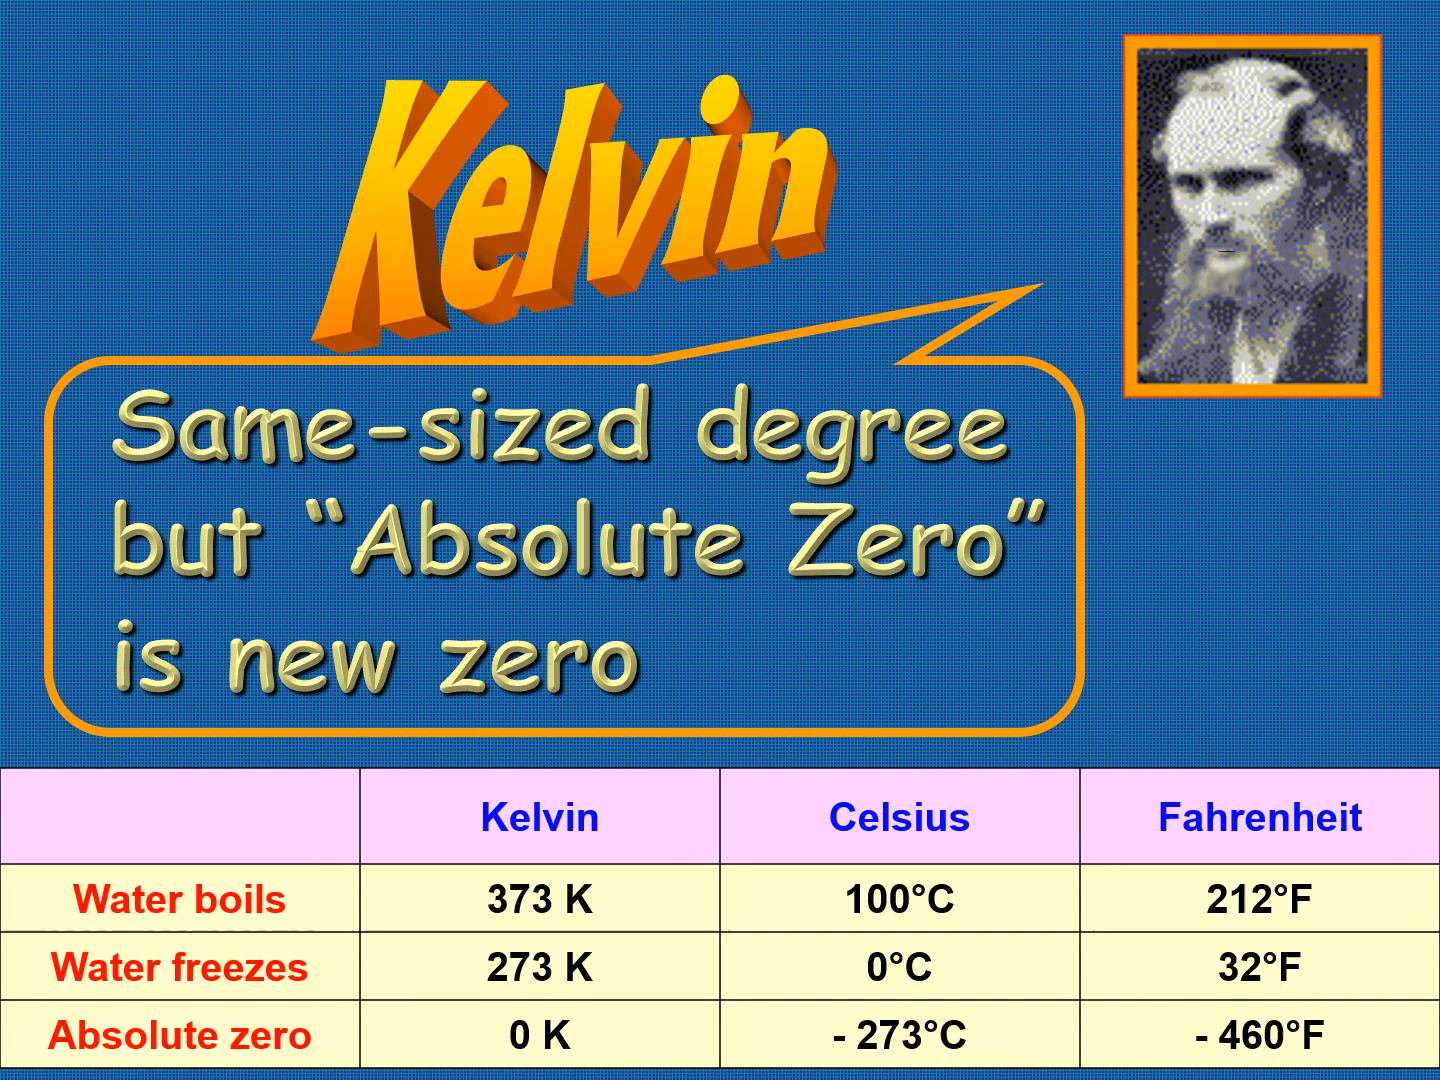 Kelvin
Same-sized degree
but “Absolute Zero”
is new zero
Kelvin Celsius Fahrenheit
Water boils 373 K 100°C 212°F
Water freezes 273 K 0°C 32°F
Absolute zero 0 K - 273°C - 460°F